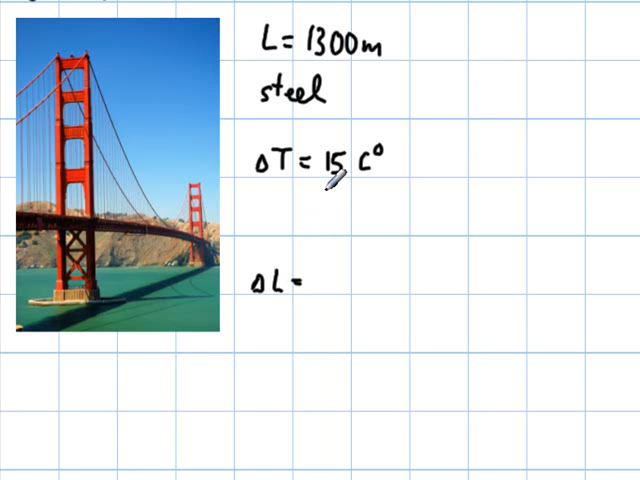 L = 1300m
steel
ΔT = 15 C°
ΔL =